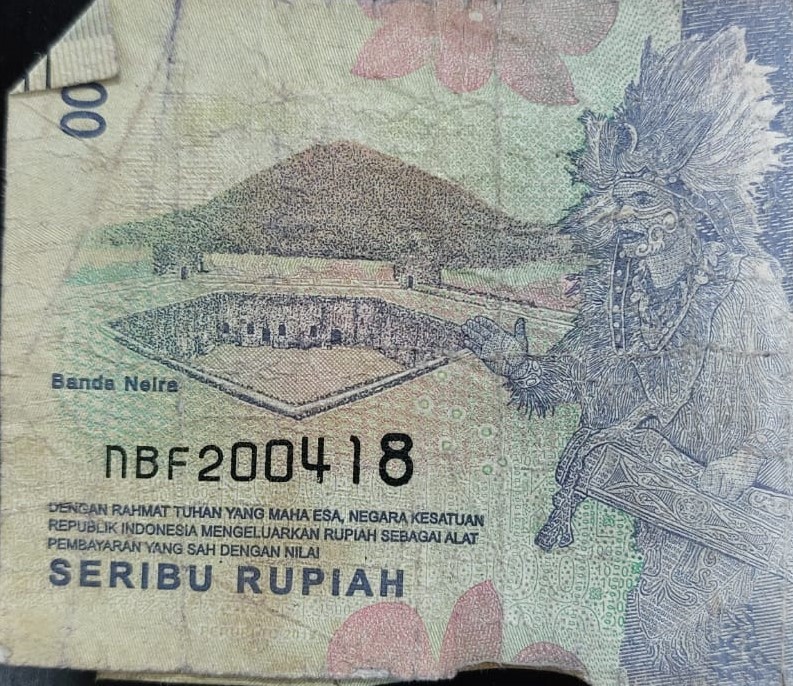 00
Banda Neira
NBF200418
DENGAN RAHMAT TUHAN YANG MAHA ESA, NEGARA KESATUAN
REPUBLIK INDONESIA MENGELUARKAN RUPIAH SEBAGAI ALAT
PEMBAYARAN YANG SAH DENGAN NILAI
SERIBU RUPIAH